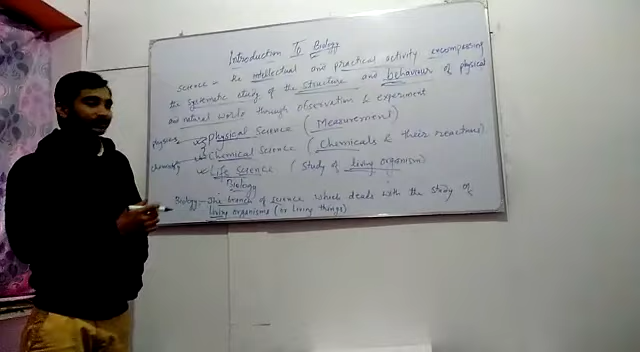 Introduction To Biology
Science - the intellectual and practical activity encompassing
the systematic study of the structure and behaviour of physical
and natural world through observation & experiment
physics Physical Science (Measurement)
chemistry Chemical Science (Chemicals & their reactions)
Life Science (Study of living organism)
Biology
Biology - The branch of science which deals with the study of
living organisms (or living things)